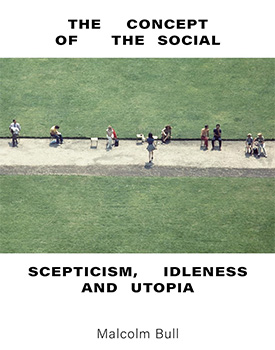 THE CONCEPT
OF THE SOCIAL
SCEPTICISM, IDLENESS
AND UTOPIA
Malcolm Bull